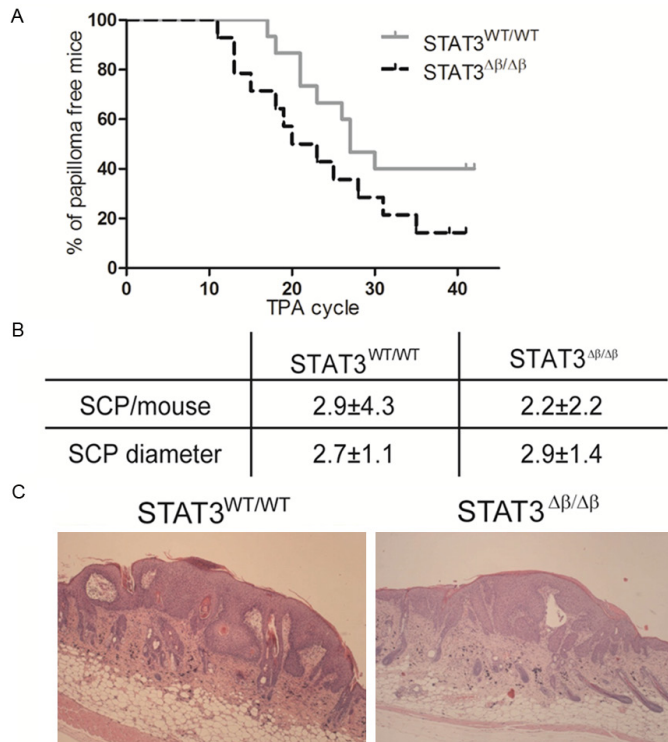 A
% of papilloma free mice
100
80
60
40
20
0
0 10 20 30 40
TPA cycle
STAT3WT/WT
STAT3Δβ/Δβ
B
STAT3WT/WT STAT3Δβ/Δβ
SCP/mouse 2.9±4.3 2.2±2.2
SCP diameter 2.7±1.1 2.9±1.4
C
STAT3WT/WT STAT3Δβ/Δβ